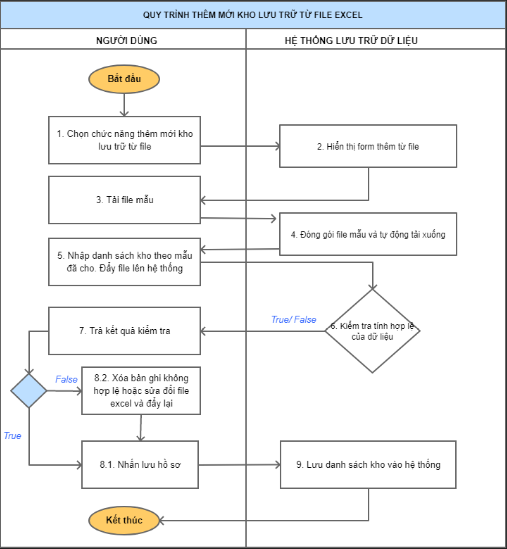 QUY TRÌNH THÊM MỚI KHO LƯU TRỮ TỪ FILE EXCEL
NGƯỜI DÙNG
HỆ THỐNG LƯU TRỮ DỮ LIỆU
Bắt đầu
1. Chọn chức năng thêm mới kho
lưu trữ từ file
2. Hiển thị form thêm từ file
3. Tải file mẫu
4. Đóng gói file mẫu và tự động tải xuống
5. Nhập danh sách kho theo mẫu
đã cho. Đẩy file lên hệ thống
True/ False
6. Kiểm tra tính hợp lệ
của dữ liệu
7. Trả kết quả kiểm tra
False
8.2. Xóa bản ghi không
hợp lệ hoặc sửa đổi file
excel và đẩy lại
True
8.1. Nhấn lưu hồ sơ
9. Lưu danh sách kho vào hệ thống
Kết thúc